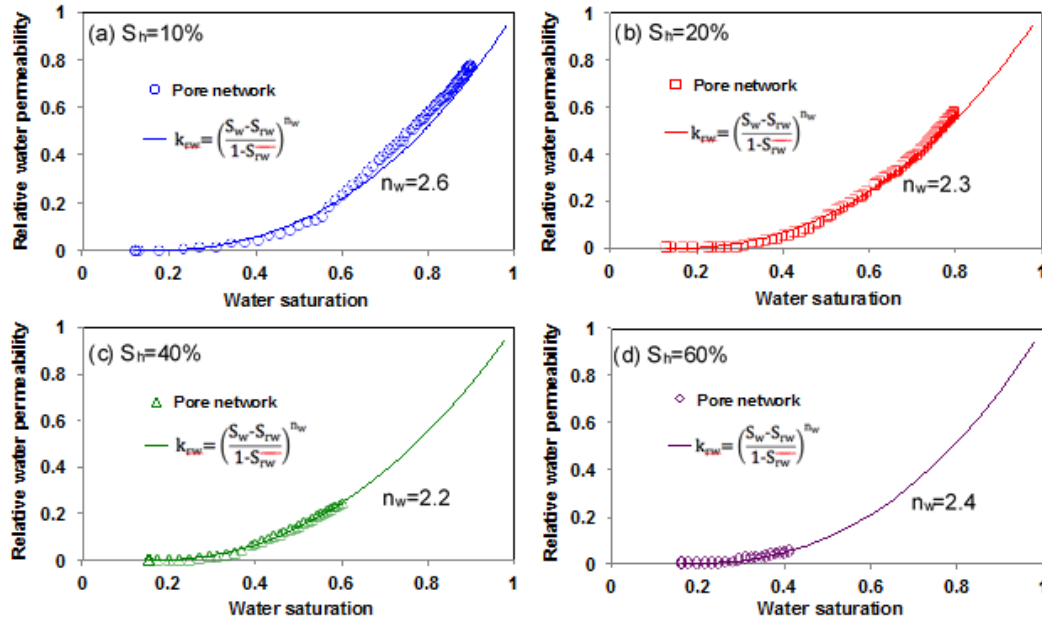 (a) Sh=10%
Pore network
krw=((Sw-Srw)/(1-Srw))^nw
nw=2.6
Relative water permeability
1
0.8
0.6
0.4
0.2
0
0 0.2 0.4 0.6 0.8 1
Water saturation
(b) Sh=20%
Pore network
krw=((Sw-Srw)/(1-Srw))^nw
nw=2.3
Relative water permeability
1
0.8
0.6
0.4
0.2
0
0 0.2 0.4 0.6 0.8 1
Water saturation
(c) Sh=40%
Pore network
krw=((Sw-Srw)/(1-Srw))^nw
nw=2.2
Relative water permeability
1
0.8
0.6
0.4
0.2
0
0 0.2 0.4 0.6 0.8 1
Water saturation
(d) Sh=60%
Pore network
krw=((Sw-Srw)/(1-Srw))^nw
nw=2.4
Relative water permeability
1
0.8
0.6
0.4
0.2
0
0 0.2 0.4 0.6 0.8 1
Water saturation